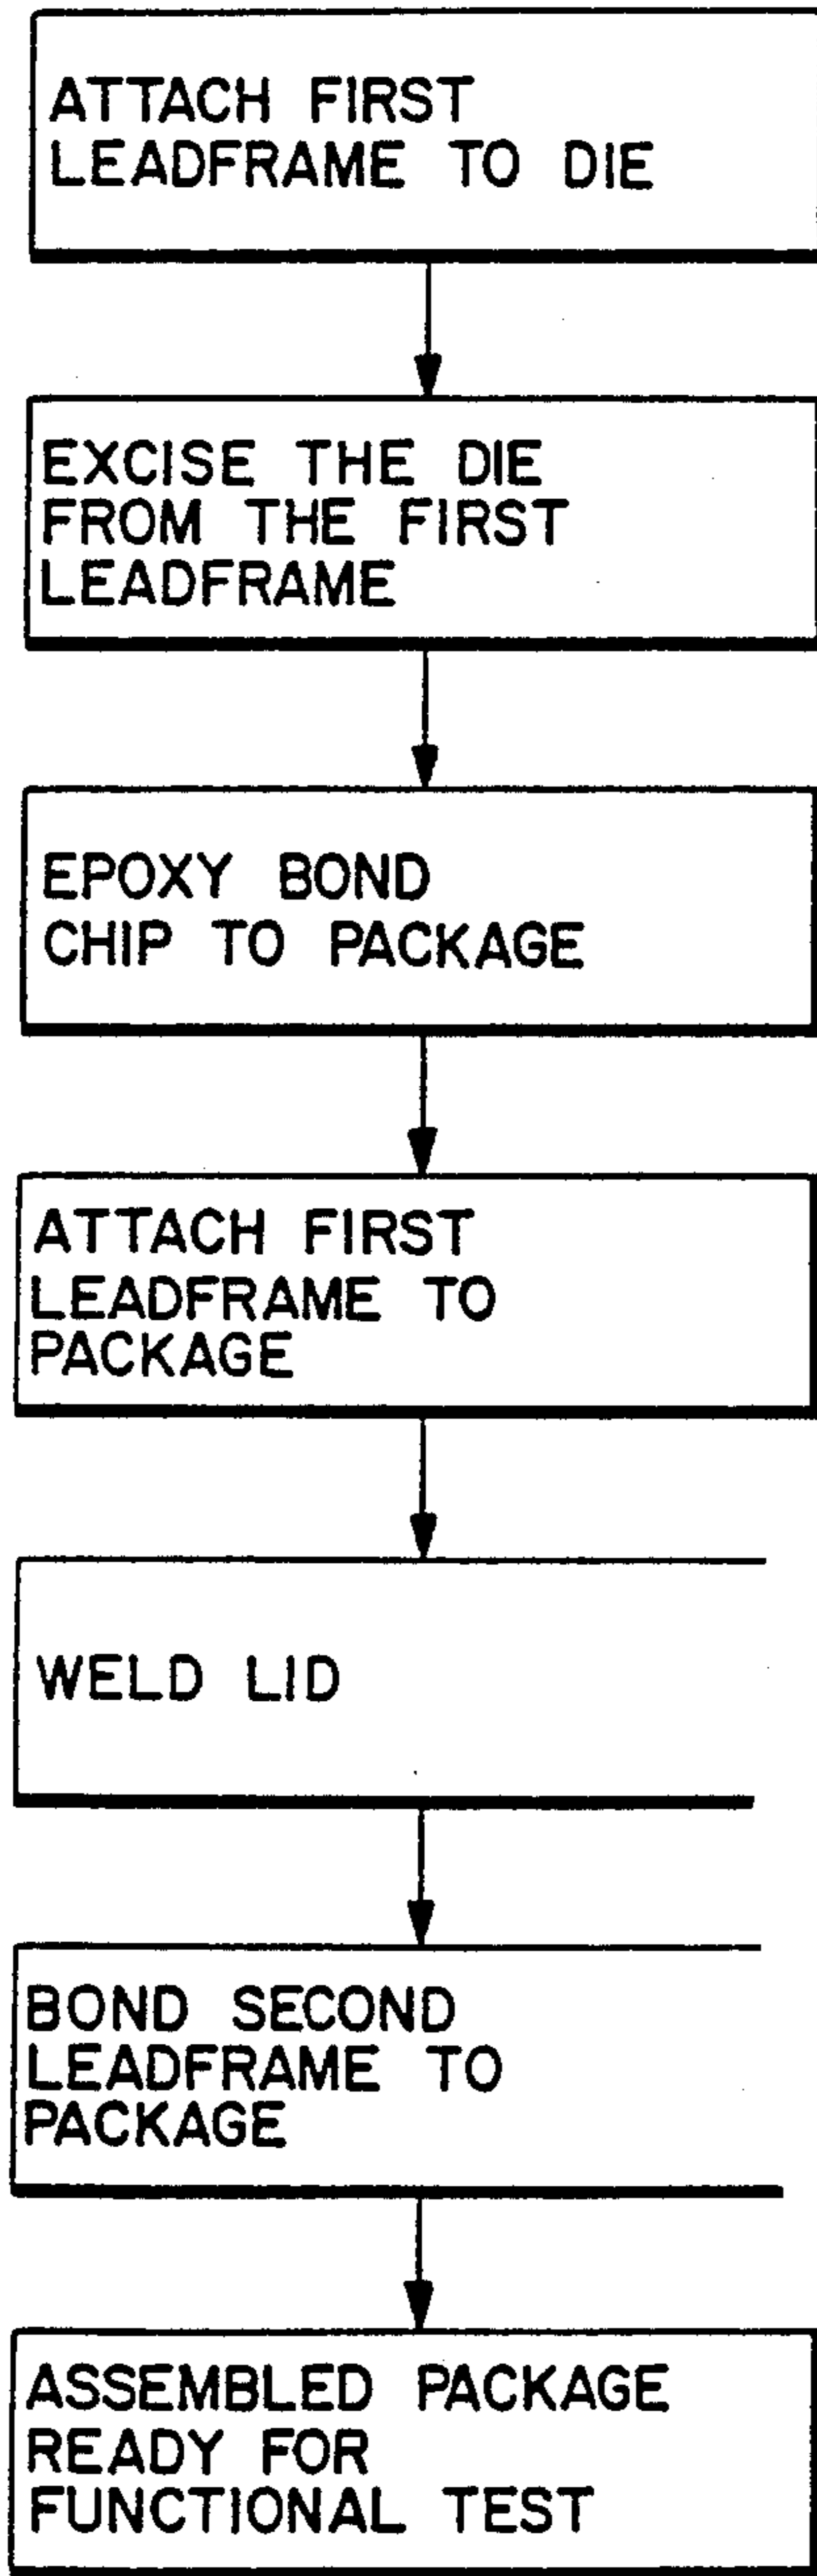 ATTACH FIRST
LEADFRAME TO DIE
EXCISE THE DIE
FROM THE FIRST
LEADFRAME
EPOXY BOND
CHIP TO PACKAGE
ATTACH FIRST
LEADFRAME TO
PACKAGE
WELD LID
BOND SECOND
LEADFRAME TO
PACKAGE
ASSEMBLED PACKAGE
READY FOR
FUNCTIONAL TEST